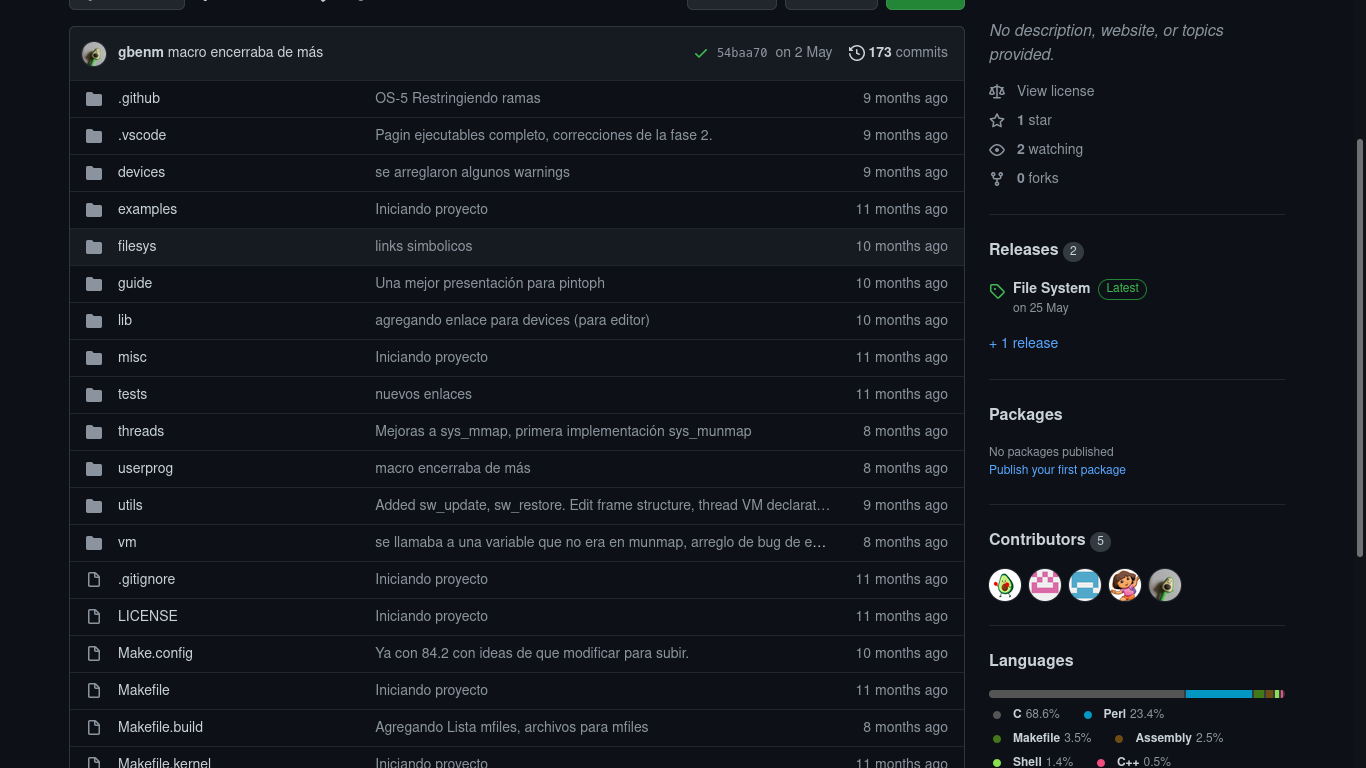 gbenm macro encerraba de más 54baa70 on 2 May 173 commits
.github OS-5 Restringiendo ramas 9 months ago
.vscode Pagin ejecutables completo, correcciones de la fase 2. 9 months ago
devices se arreglaron algunos warnings 9 months ago
examples Iniciando proyecto 11 months ago
filesys links simbolicos 10 months ago
guide Una mejor presentación para pintoph 10 months ago
lib agregando enlace para devices (para editor) 10 months ago
misc Iniciando proyecto 11 months ago
tests nuevos enlaces 11 months ago
threads Mejoras a sys_mmap, primera implementación sys_munmap 8 months ago
userprog macro encerraba de más 8 months ago
utils Added sw_update, sw_restore. Edit frame structure, thread VM declarat… 9 months ago
vm se llamaba a una variable que no era en munmap, arreglo de bug de e… 8 months ago
.gitignore Iniciando proyecto 11 months ago
LICENSE Iniciando proyecto 11 months ago
Make.config Ya con 84.2 con ideas de que modificar para subir. 10 months ago
Makefile Iniciando proyecto 11 months ago
Makefile.build Agregando Lista mfiles, archivos para mfiles 8 months ago
Makefile.kernel Iniciando proyecto 11 months ago
No description, website, or topics
provided.
View license
1 star
2 watching
0 forks
Releases 2
File System Latest
on 25 May
+ 1 release
Packages
No packages published
Publish your first package
Contributors 5
Languages
C 68.6% Perl 23.4%
Makefile 3.5% Assembly 2.5%
Shell 1.4% C++ 0.5%